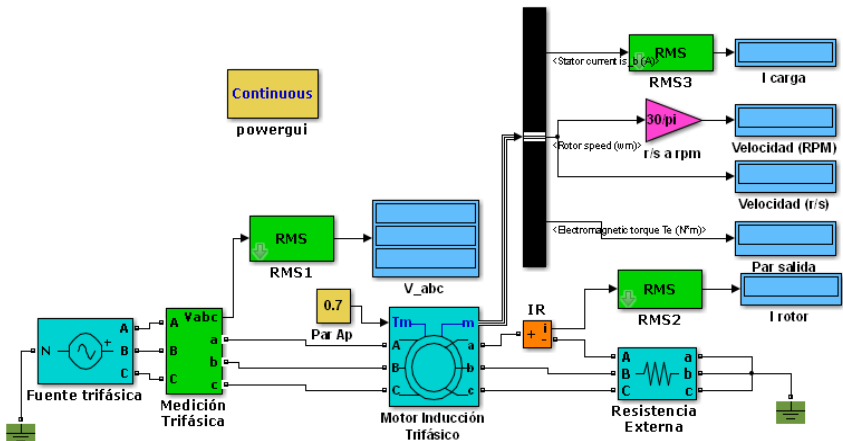 Continuous
powergui
<Stator current is_b (A)>
RMS
RMS3
I carga
30/pi
<Rotor speed (wm)>
r/s a rpm
Velocidad (RPM)
Velocidad (r/s)
<Electromagnetic torque Te (N*m)>
Par salida
RMS
RMS1
V_abc
RMS
RMS2
I rotor
0.7
Par Ap
IR
+
i
-
N
+
A
B
C
Fuente trifásica
Vabc
A
B
C
a
b
c
Medición
Trifásica
Tm
m
A
B
C
a
b
c
Motor Inducción
Trifásico
A
B
C
a
b
c
Resistencia
Externa